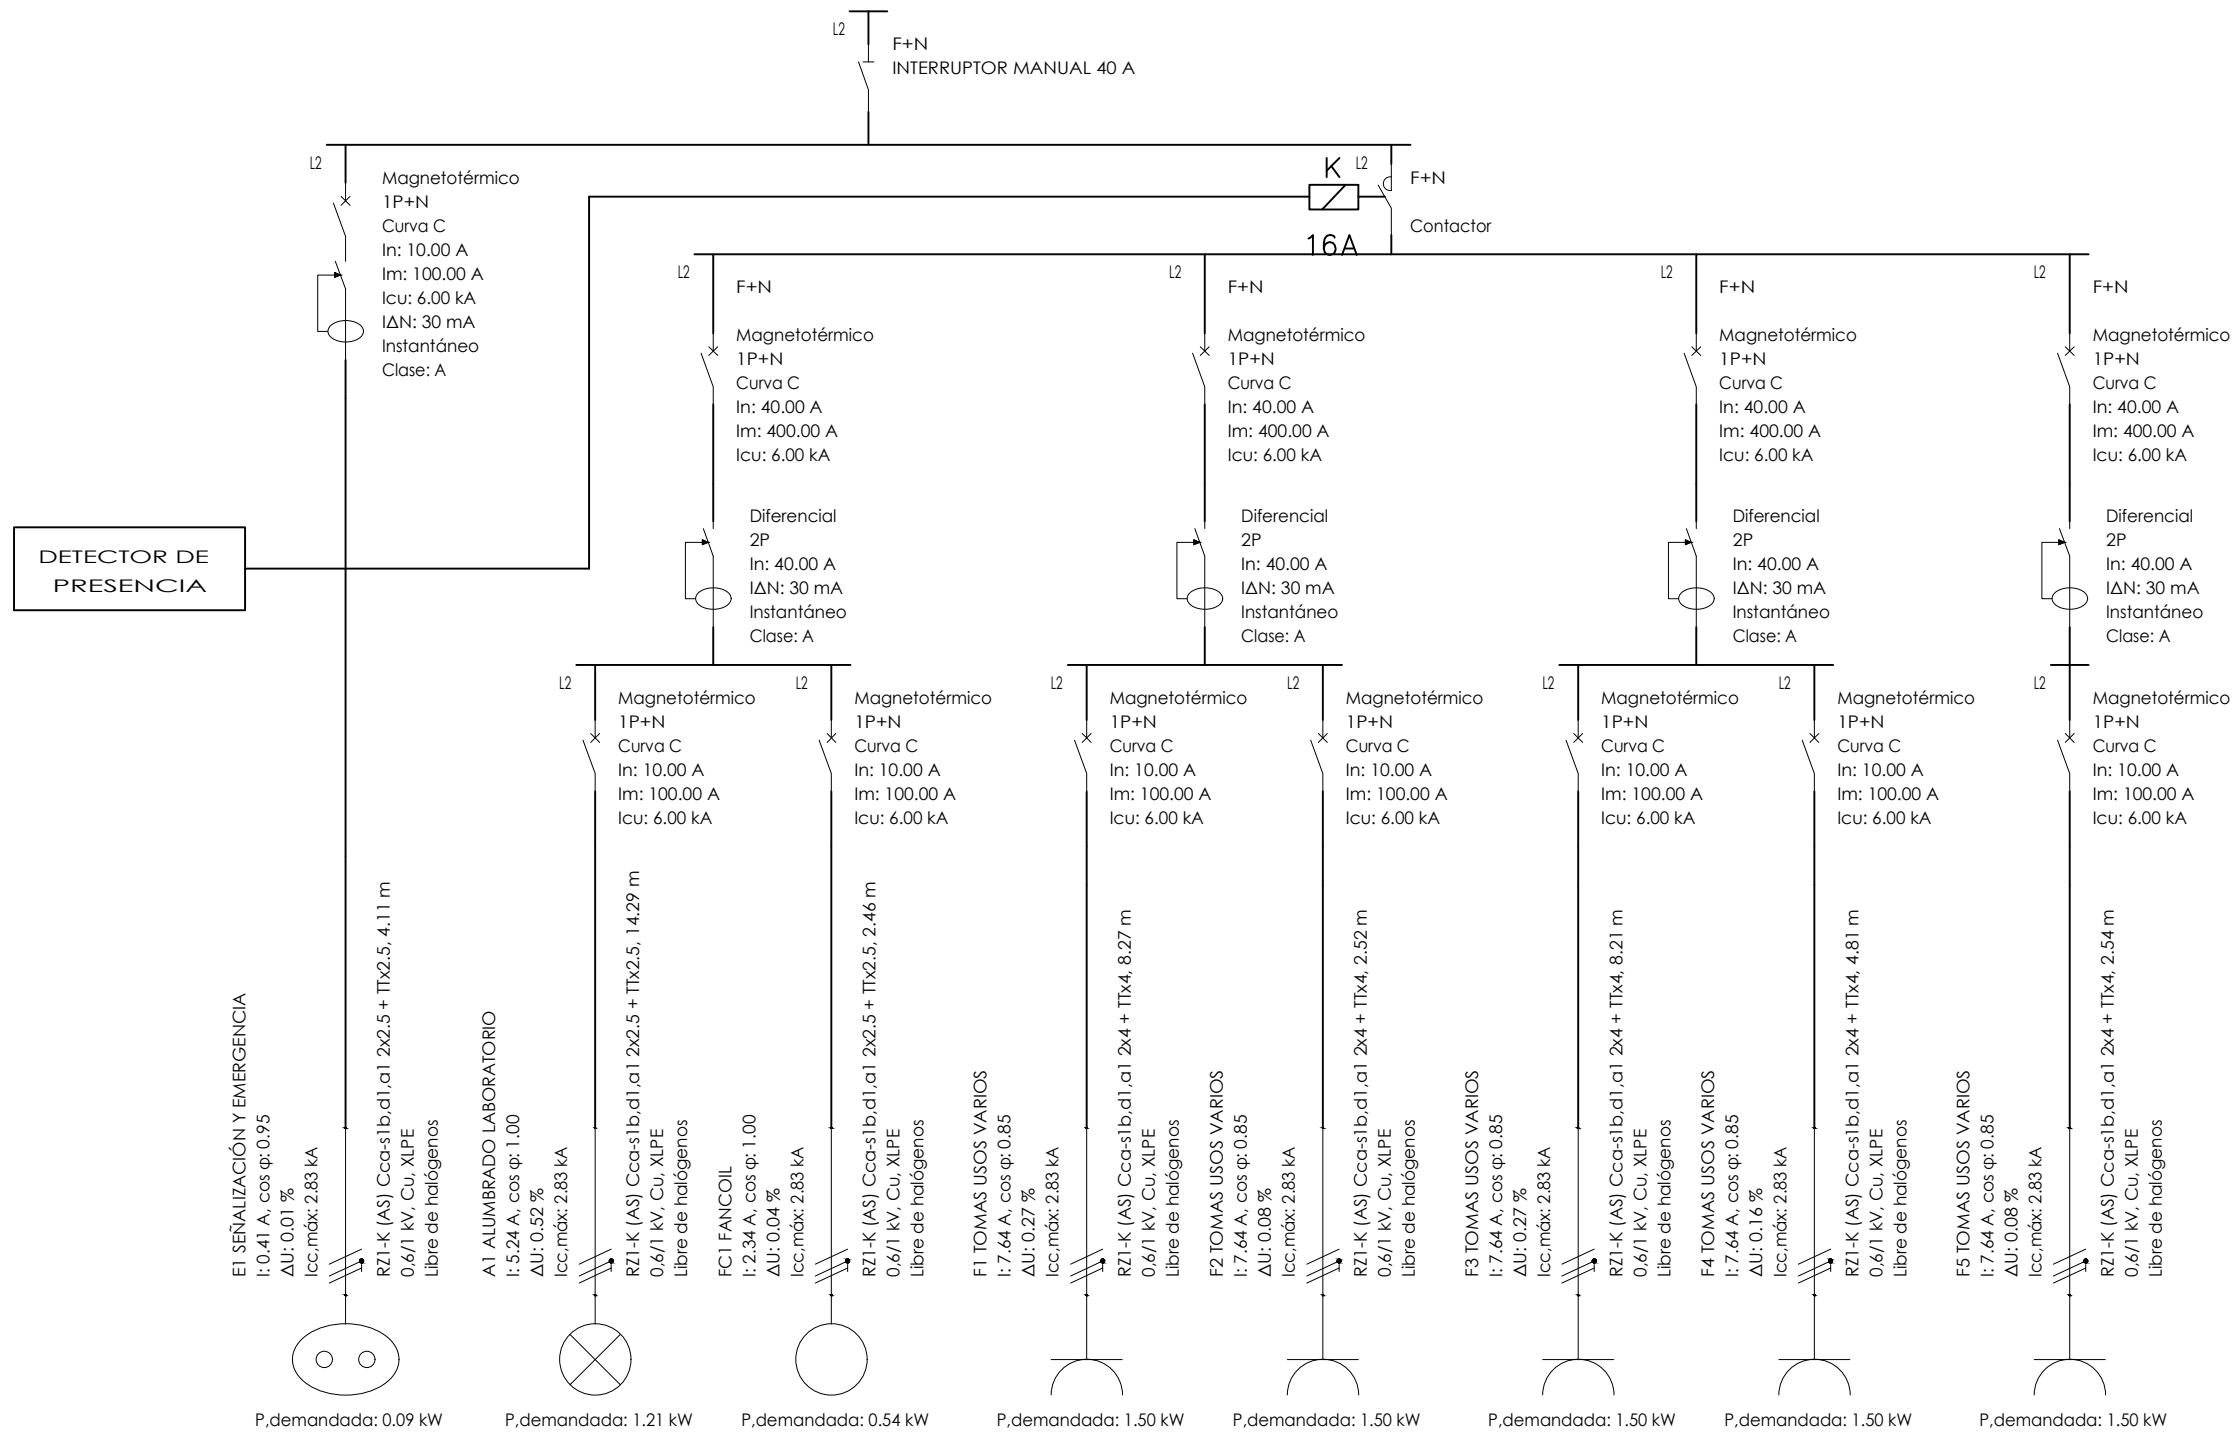 L2
F+N
INTERRUPTOR MANUAL 40 A
L2
Magnetotérmico
1P+N
Curva C
In: 10.00 A
Im: 100.00 A
Icu: 6.00 kA
IΔN: 30 mA
Instantáneo
Clase: A
K
L2
F+N
Contactor
16A
L2
F+N
Magnetotérmico
1P+N
Curva C
In: 40.00 A
Im: 400.00 A
Icu: 6.00 kA
Diferencial
2P
In: 40.00 A
IΔN: 30 mA
Instantáneo
Clase: A
L2
F+N
Magnetotérmico
1P+N
Curva C
In: 40.00 A
Im: 400.00 A
Icu: 6.00 kA
Diferencial
2P
In: 40.00 A
IΔN: 30 mA
Instantáneo
Clase: A
L2
F+N
Magnetotérmico
1P+N
Curva C
In: 40.00 A
Im: 400.00 A
Icu: 6.00 kA
Diferencial
2P
In: 40.00 A
IΔN: 30 mA
Instantáneo
Clase: A
L2
F+N
Magnetotérmico
1P+N
Curva C
In: 40.00 A
Im: 400.00 A
Icu: 6.00 kA
Diferencial
2P
In: 40.00 A
IΔN: 30 mA
Instantáneo
Clase: A
DETECTOR DE
PRESENCIA
L2
Magnetotérmico
1P+N
Curva C
In: 10.00 A
Im: 100.00 A
Icu: 6.00 kA
L2
Magnetotérmico
1P+N
Curva C
In: 10.00 A
Im: 100.00 A
Icu: 6.00 kA
L2
Magnetotérmico
1P+N
Curva C
In: 10.00 A
Im: 100.00 A
Icu: 6.00 kA
L2
Magnetotérmico
1P+N
Curva C
In: 10.00 A
Im: 100.00 A
Icu: 6.00 kA
L2
Magnetotérmico
1P+N
Curva C
In: 10.00 A
Im: 100.00 A
Icu: 6.00 kA
L2
Magnetotérmico
1P+N
Curva C
In: 10.00 A
Im: 100.00 A
Icu: 6.00 kA
L2
Magnetotérmico
1P+N
Curva C
In: 10.00 A
Im: 100.00 A
Icu: 6.00 kA
E1 SEÑALIZACIÓN Y EMERGENCIA
I: 0.41 A, cos φ: 0.95
ΔU: 0.01 %
Icc,máx: 2.83 kA
RZ1-K (AS) Cca-s1b,d1,a1 2x2.5 + TTx2.5, 4.11 m
0,6/1 kV, Cu, XLPE
Libre de halógenos
A1 ALUMBRADO LABORATORIO
I: 5.24 A, cos φ: 1.00
ΔU: 0.52 %
Icc,máx: 2.83 kA
RZ1-K (AS) Cca-s1b,d1,a1 2x2.5 + TTx2.5, 14.29 m
0,6/1 kV, Cu, XLPE
Libre de halógenos
FC1 FANCOIL
I: 2.34 A, cos φ: 1.00
ΔU: 0.04 %
Icc,máx: 2.83 kA
RZ1-K (AS) Cca-s1b,d1,a1 2x2.5 + TTx2.5, 2.46 m
0,6/1 kV, Cu, XLPE
Libre de halógenos
F1 TOMAS USOS VARIOS
I: 7.64 A, cos φ: 0.85
ΔU: 0.27 %
Icc,máx: 2.83 kA
RZ1-K (AS) Cca-s1b,d1,a1 2x4 + TTx4, 8.27 m
0,6/1 kV, Cu, XLPE
Libre de halógenos
F2 TOMAS USOS VARIOS
I: 7.64 A, cos φ: 0.85
ΔU: 0.08 %
Icc,máx: 2.83 kA
RZ1-K (AS) Cca-s1b,d1,a1 2x4 + TTx4, 2.52 m
0,6/1 kV, Cu, XLPE
Libre de halógenos
F3 TOMAS USOS VARIOS
I: 7.64 A, cos φ: 0.85
ΔU: 0.27 %
Icc,máx: 2.83 kA
RZ1-K (AS) Cca-s1b,d1,a1 2x4 + TTx4, 8.21 m
0,6/1 kV, Cu, XLPE
Libre de halógenos
F4 TOMAS USOS VARIOS
I: 7.64 A, cos φ: 0.85
ΔU: 0.16 %
Icc,máx: 2.83 kA
RZ1-K (AS) Cca-s1b,d1,a1 2x4 + TTx4, 4.81 m
0,6/1 kV, Cu, XLPE
Libre de halógenos
F5 TOMAS USOS VARIOS
I: 7.64 A, cos φ: 0.85
ΔU: 0.08 %
Icc,máx: 2.83 kA
RZ1-K (AS) Cca-s1b,d1,a1 2x4 + TTx4, 2.54 m
0,6/1 kV, Cu, XLPE
Libre de halógenos
P,demandada: 0.09 kW
P,demandada: 1.21 kW
P,demandada: 0.54 kW
P,demandada: 1.50 kW
P,demandada: 1.50 kW
P,demandada: 1.50 kW
P,demandada: 1.50 kW
P,demandada: 1.50 kW